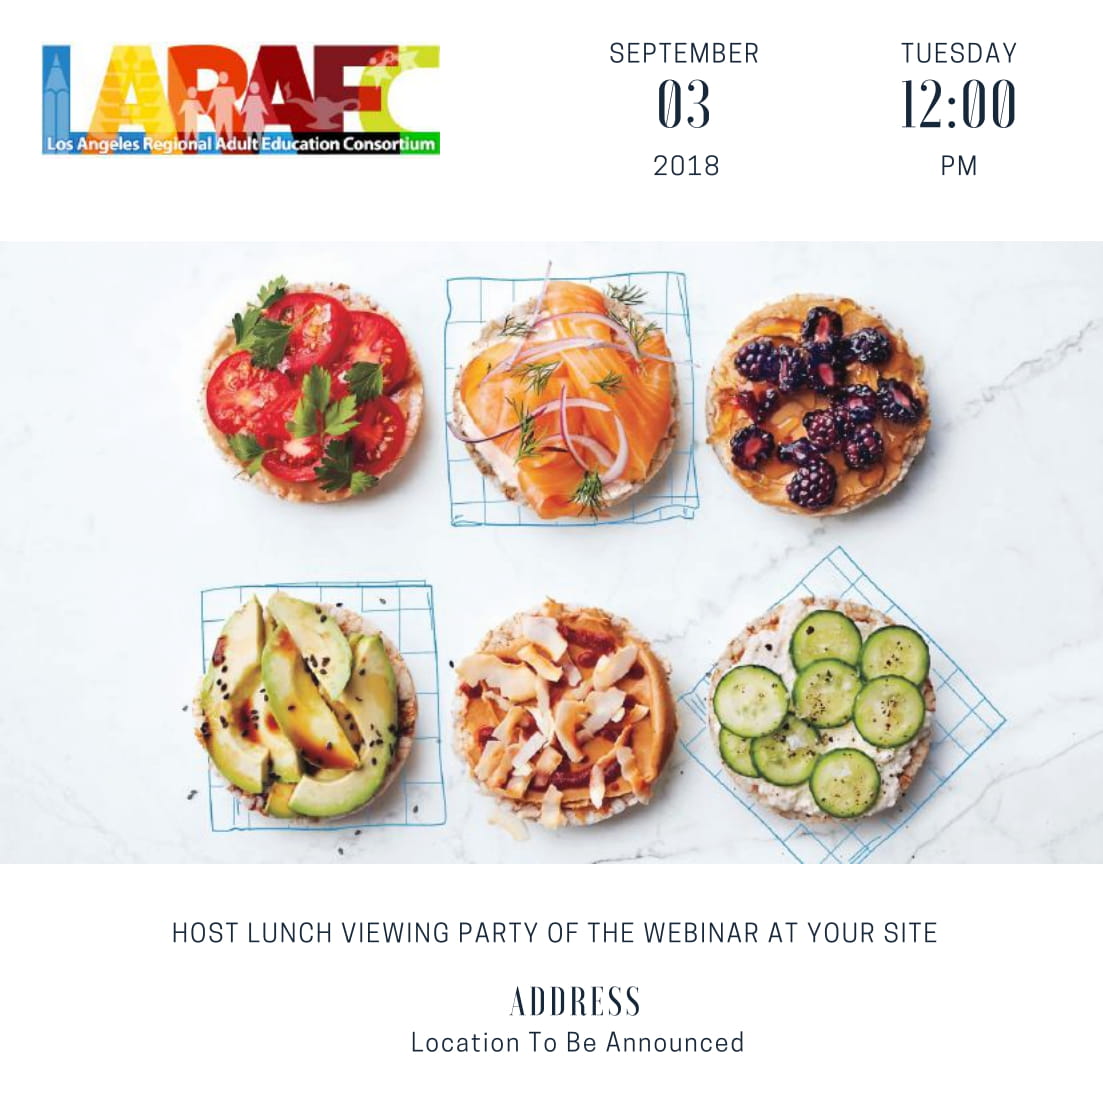 LARAEC
Los Angeles Regional Adult Education Consortium
SEPTEMBER
03
2018
TUESDAY
12:00
PM
HOST LUNCH VIEWING PARTY OF THE WEBINAR AT YOUR SITE
ADDRESS
Location To Be Announced